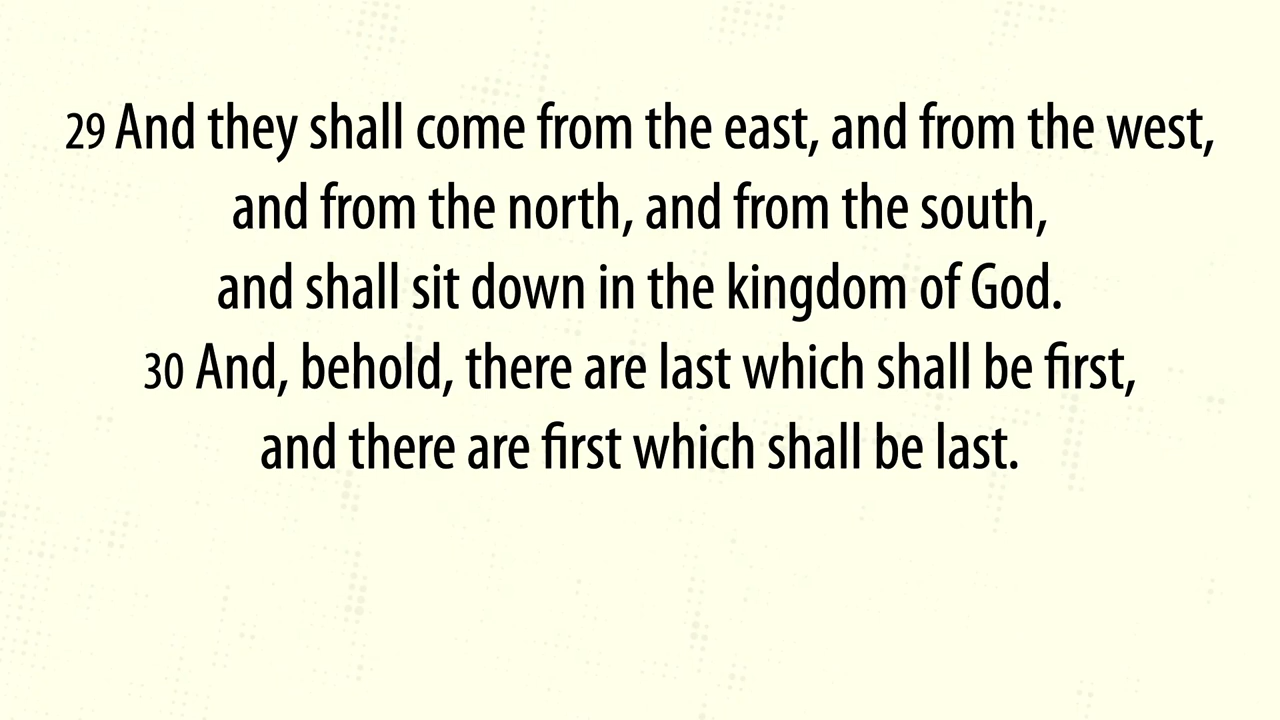 29 And they shall come from the east, and from the west,
and from the north, and from the south,
and shall sit down in the kingdom of God.
30 And, behold, there are last which shall be first,
and there are first which shall be last.